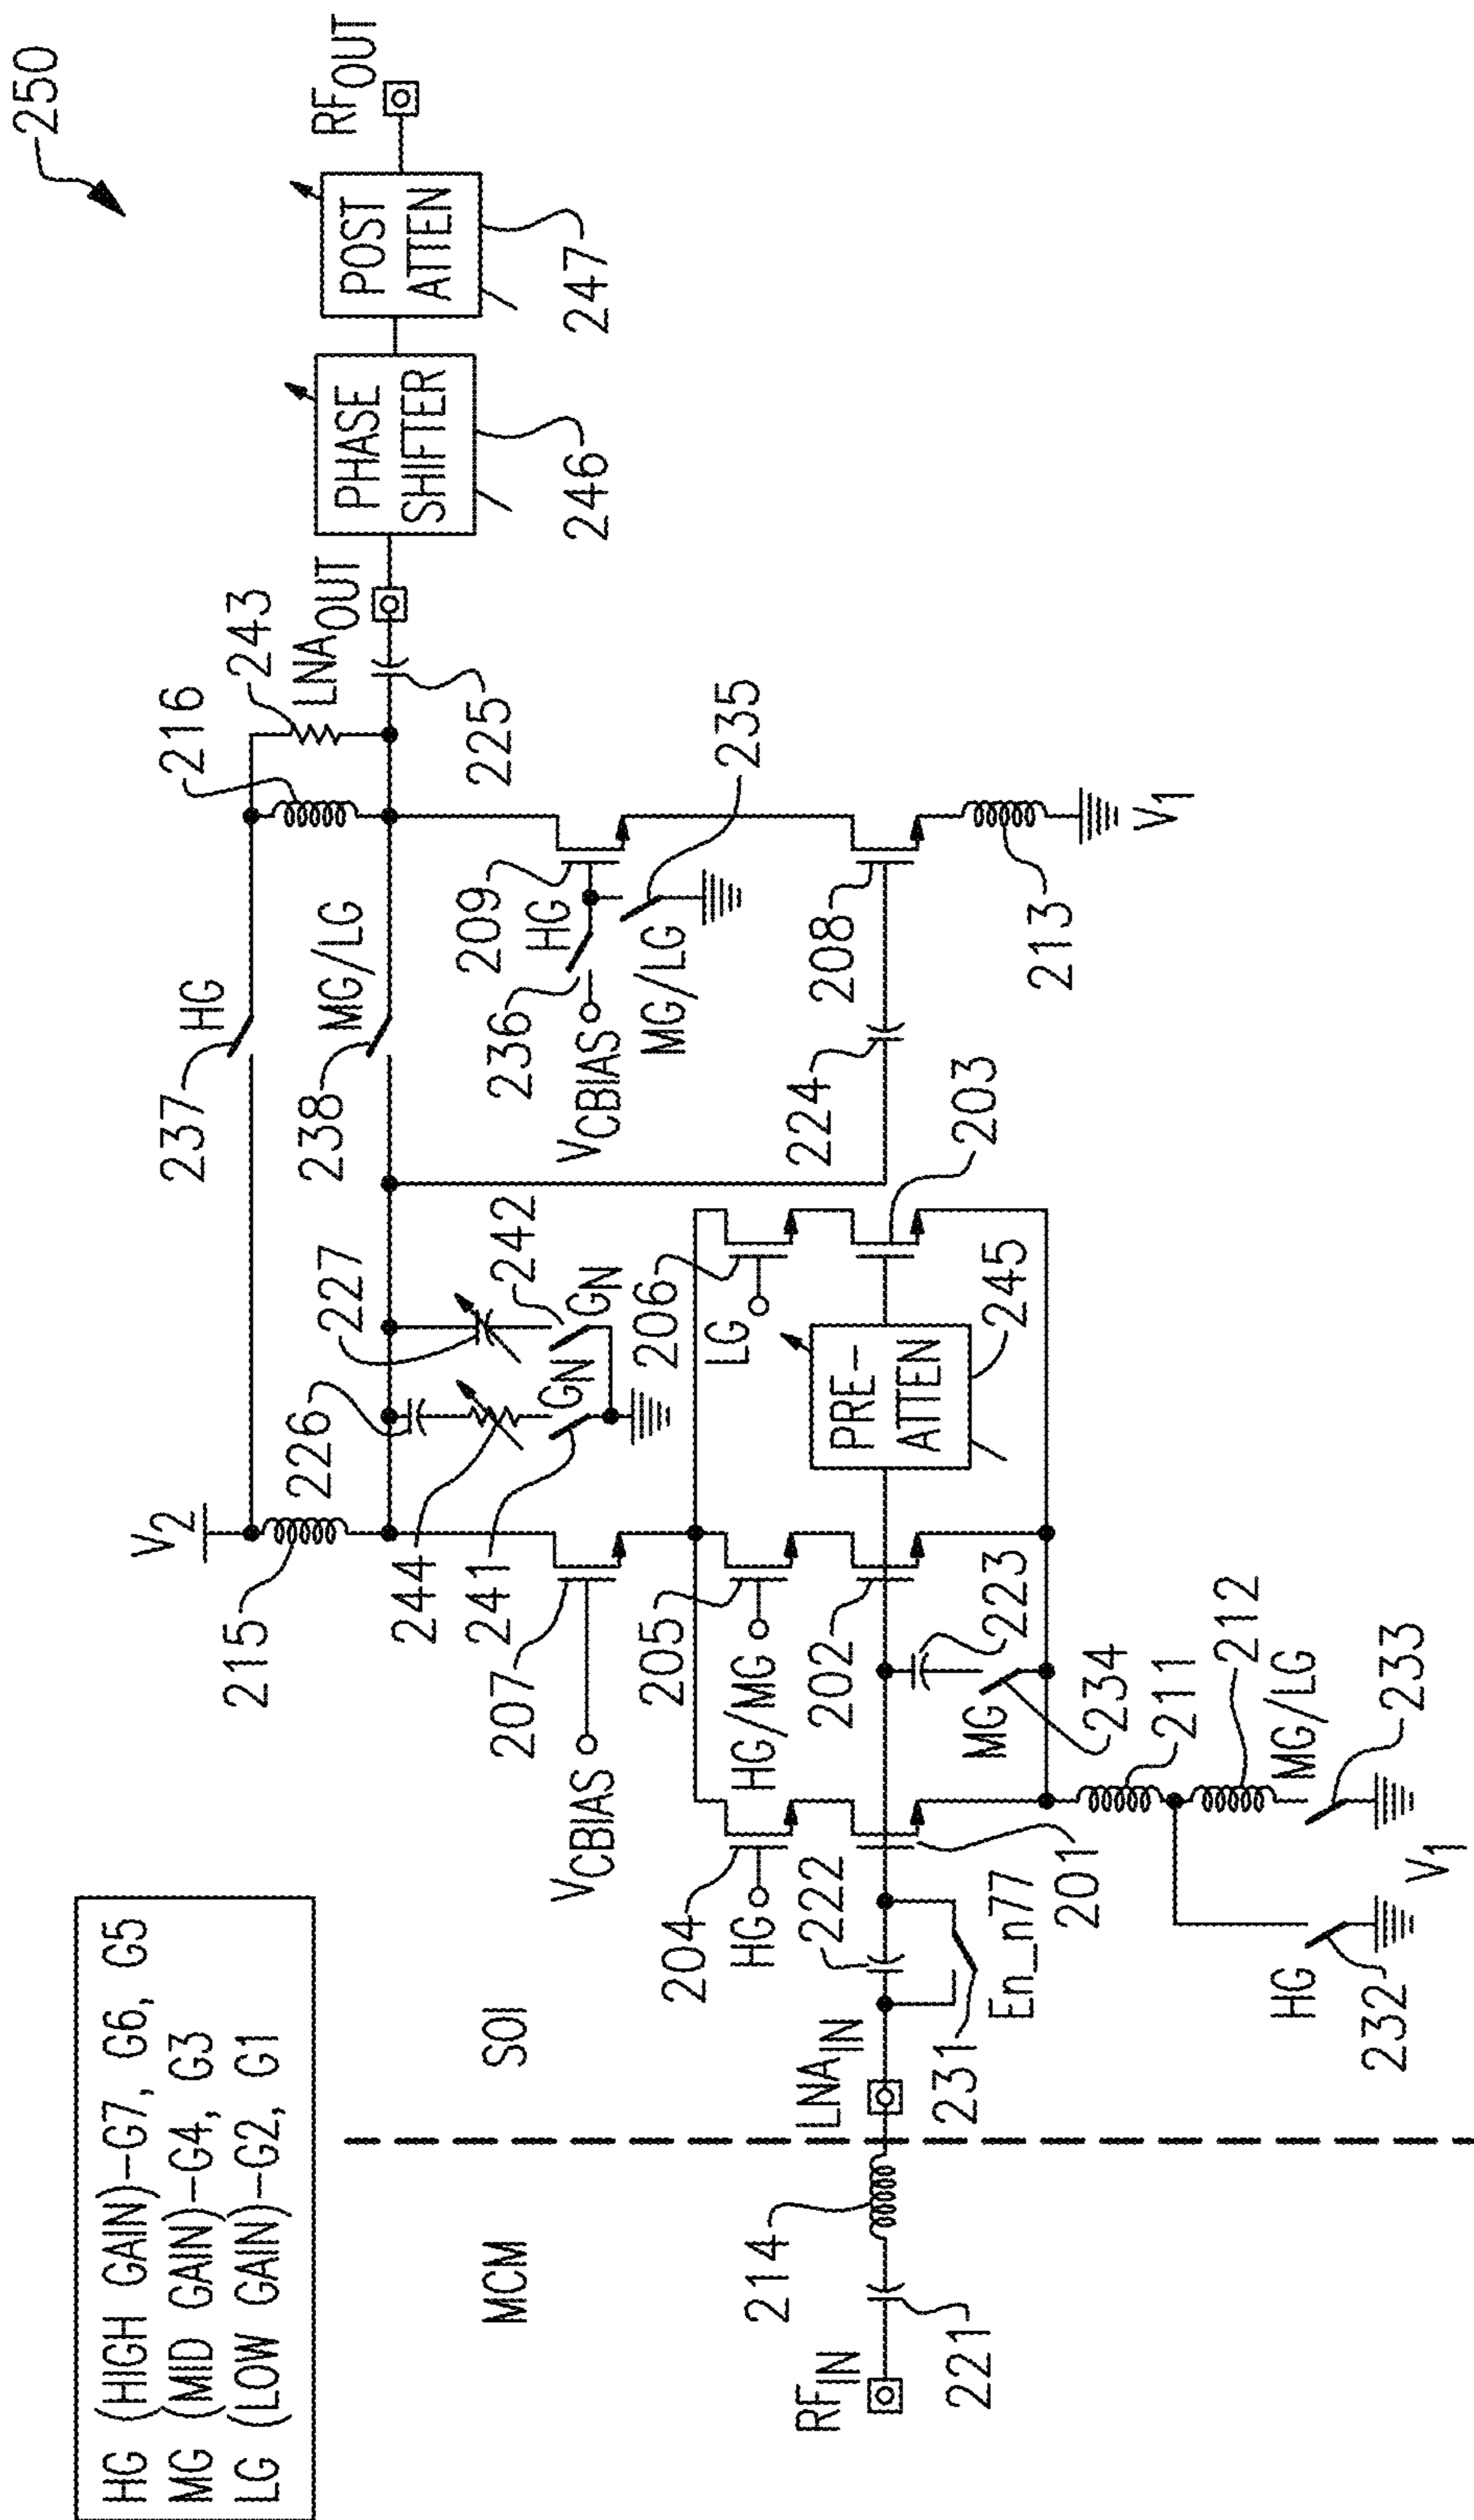 250
HG (HIGH GAIN)-G7, G6, G5
MG (MID GAIN)-G4, G3
LG (LOW GAIN)-G2, G1
MCM
SOI
RF_IN
221
214
LNA_IN
231
En_n77
222
HG
204
201
HG
232
V1
MG/LG
233
212
211
234
MG
223
202
HG/MG
205
VCBIAS
207
215
V2
244
241
226
227
242
GN
GN
206
LG
PRE-
ATTEN
245
203
224
237
HG
238
MG/LG
VCBIAS
236
HG
209
MG/LG
235
208
213
V1
216
243
225
LNA_OUT
PHASE
SHIFTER
246
POST
ATTEN
247
RF_OUT